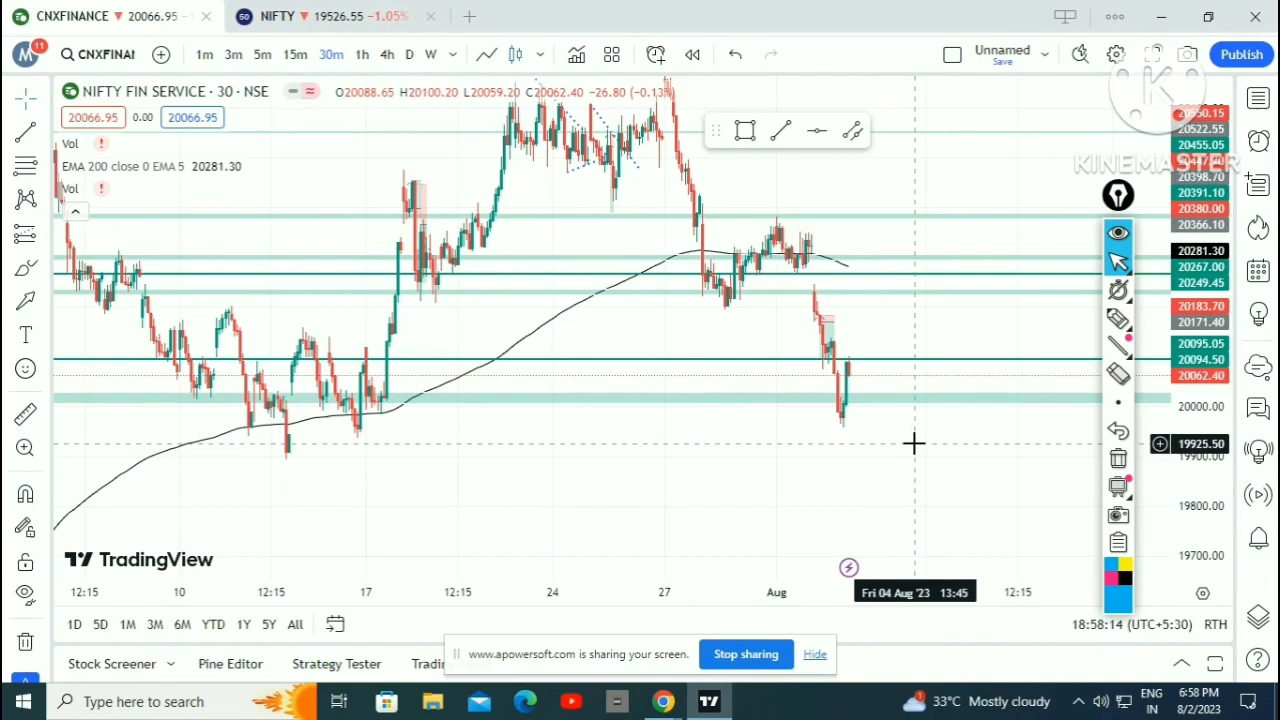 CNXFINANCE ▼ 20066.95 −
50 NIFTY ▼ 19526.55 −1.05%
M 11 CNXFINAI 1m 3m 5m 15m 30m 1h 4h D W Unnamed Save Publish
NIFTY FIN SERVICE · 30 · NSE O20088.65 H20100.20 L20059.20 C20062.40 −26.80 (−0.13%)
20066.95 0.00 20066.95
Vol
EMA 200 close 0 EMA 5 20281.30
Vol
K
KINEMASTER
20522.55
20455.05
20398.70
20391.10
20380.00
20366.10
20281.30
20267.00
20249.45
20183.70
20171.40
20095.05
20094.50
20062.40
20000.00
19925.50
19900.00
19800.00
19700.00
TradingView
12:15 10 12:15 17 12:15 24 27 Aug Fri 04 Aug '23 13:45 12:15
1D 5D 1M 3M 6M YTD 1Y 5Y All 18:58:14 (UTC+5:30) RTH
www.apowersoft.com is sharing your screen. Stop sharing Hide
Stock Screener Pine Editor Strategy Tester Tradi
Type here to search 33°C Mostly cloudy ENG IN 6:58 PM 8/2/2023